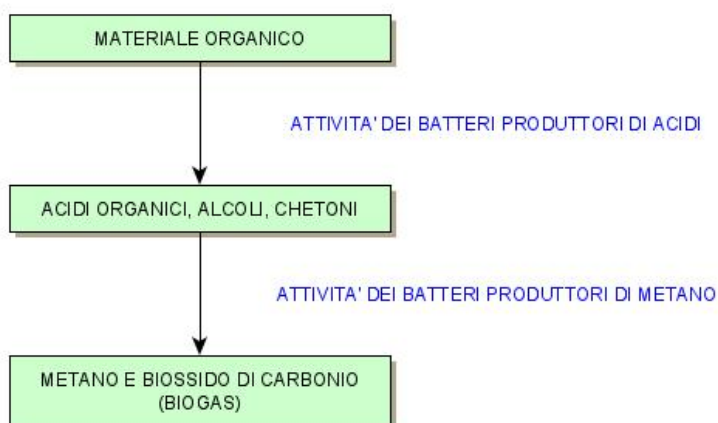 MATERIALE ORGANICO
ATTIVITA' DEI BATTERI PRODUTTORI DI ACIDI
ACIDI ORGANICI, ALCOLI, CHETONI
ATTIVITA' DEI BATTERI PRODUTTORI DI METANO
METANO E BIOSSIDO DI CARBONIO
(BIOGAS)